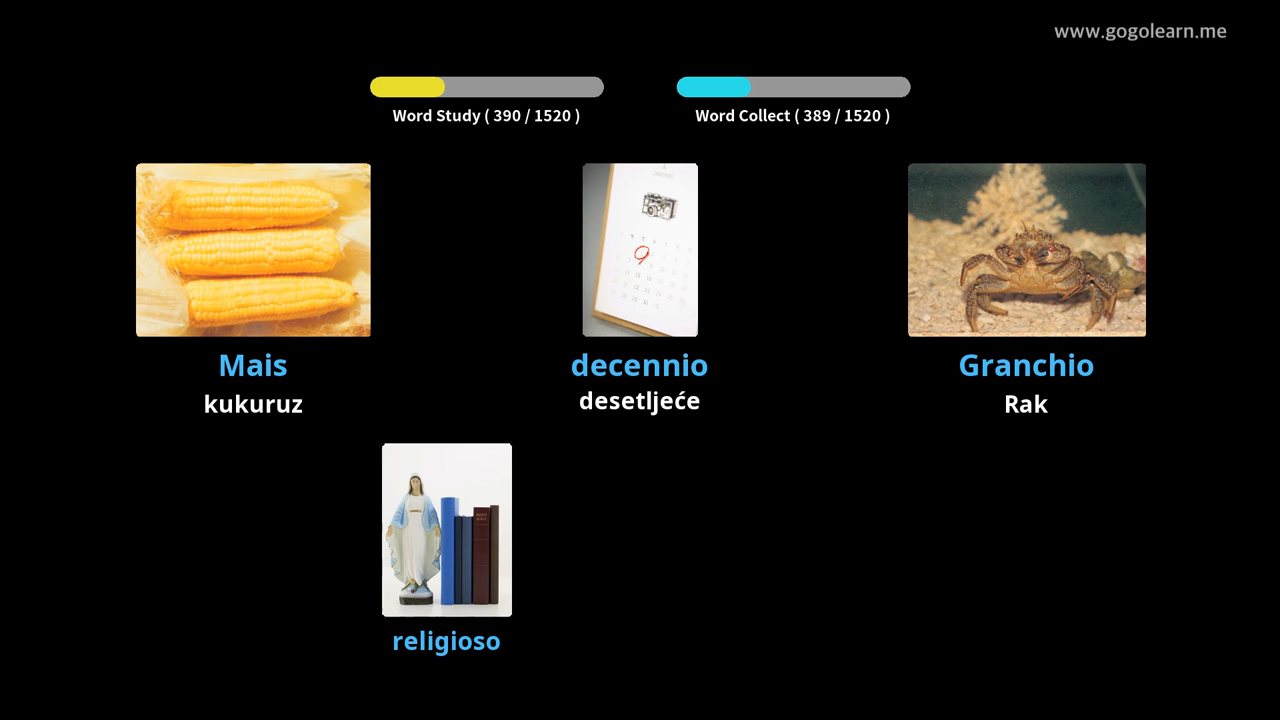 www.gogolearn.me
Word Study ( 390 / 1520 )
Word Collect ( 389 / 1520 )
Mais
decennio
Granchio
kukuruz
desetljeće
Rak
religioso